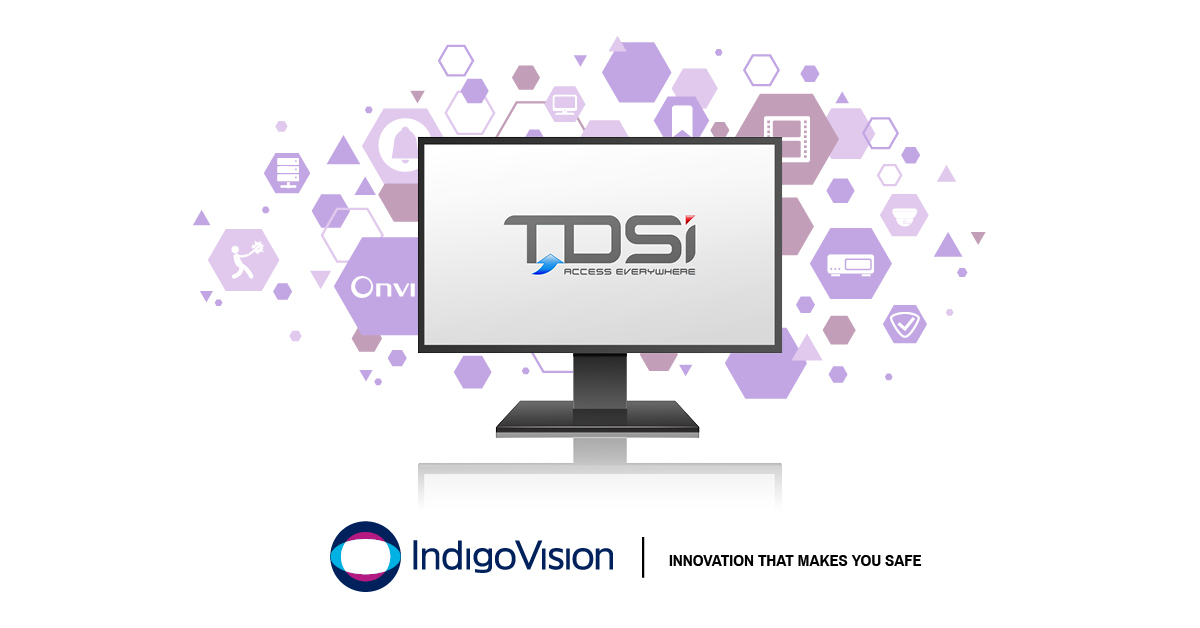 Onvi
TDSi
ACCESS EVERYWHERE
IndigoVision
INNOVATION THAT MAKES YOU SAFE